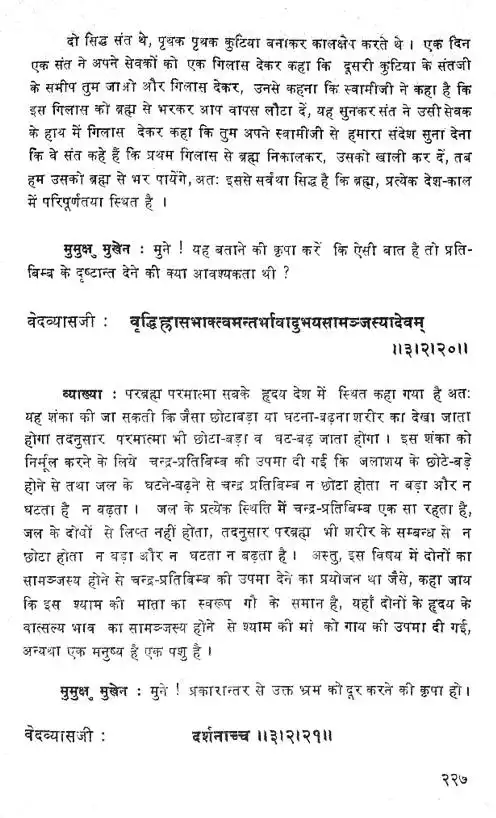 दो सिद्ध संत थे, पृथक पृथक कुटिया बनाकर कालक्षेप करते थे । एक दिन
एक संत ने अपने सेवकों को एक गिलास देकर कहा कि दूसरी कुटिया के संतजी
के समीप तुम जाओ और गिलास देकर, उनसे कहना कि स्वामीजी ने कहा है कि
इस गिलास को ब्रह्म से भरकर आप वापस लौटा दें, यह सुनकर संत ने उसी सेवक
के हाथ में गिलास देकर कहा कि तुम अपने स्वामीजी से हमारा संदेश सुना देना
कि वे संत कहे हैं कि प्रथम गिलास से ब्रह्म निकालकर, उसको खाली कर दें, तब
हम उसको ब्रह्म से भर पायेंगे, अतः इससे सर्वथा सिद्ध है कि ब्रह्म, प्रत्येक देश-काल
में परिपूर्णतया स्थित है ।
मुमुक्षु मुखेन : मुने ! यह बताने की कृपा करें कि ऐसी बात है तो प्रति-
बिम्ब के दृष्टान्त देने की क्या आवश्यकता थी ?
वेदव्यासजी : वृद्धिह्रासभाक्त्वमन्तर्भावादुभयसामञ्जस्यादेवम्
॥३।२।२०॥
व्याख्या : परब्रह्म परमात्मा सबके हृदय देश में स्थित कहा गया है अतः
यह शंका की जा सकती कि जैसा छोटाबड़ा या घटना-बढ़ना शरीर का देखा जाता
होगा तदनुसार परमात्मा भी छोटा-बड़ा व घट-बढ़ जाता होगा । इस शंका को
निर्मूल करने के लिये चन्द्र-प्रतिबिम्ब की उपमा दी गई कि जलाशय के छोटे-बड़े
होने से तथा जल के घटने-बढ़ने से चन्द्र प्रतिबिम्ब न छोटा होता न बड़ा और न
घटता है न बढ़ता । जल के प्रत्येक स्थिति में चन्द्र-प्रतिबिम्ब एक सा रहता है,
जल के दोषों से लिप्त नहीं होता, तदनुसार परब्रह्म भी शरीर के सम्बन्ध से न
छोटा होता न बड़ा और न घटता न बढ़ता है । अस्तु, इस विषय में दोनों का
सामञ्जस्य होने से चन्द्र-प्रतिबिम्ब की उपमा देने का प्रयोजन था जैसे, कहा जाय
कि इस श्याम की माता का स्वरूप गौ के समान है, यहाँ दोनों के हृदय के
वात्सल्य भाव का सामञ्जस्य होने से श्याम की मां को गाय की उपमा दी गई,
अन्यथा एक मनुष्य है एक पशु है ।
मुमुक्षु मुखेन : मुने ! प्रकारान्तर से उक्त भ्रम को दूर करने की कृपा हो ।
वेदव्यासजी : दर्शनाच्च ॥३।२।२१॥
२२७